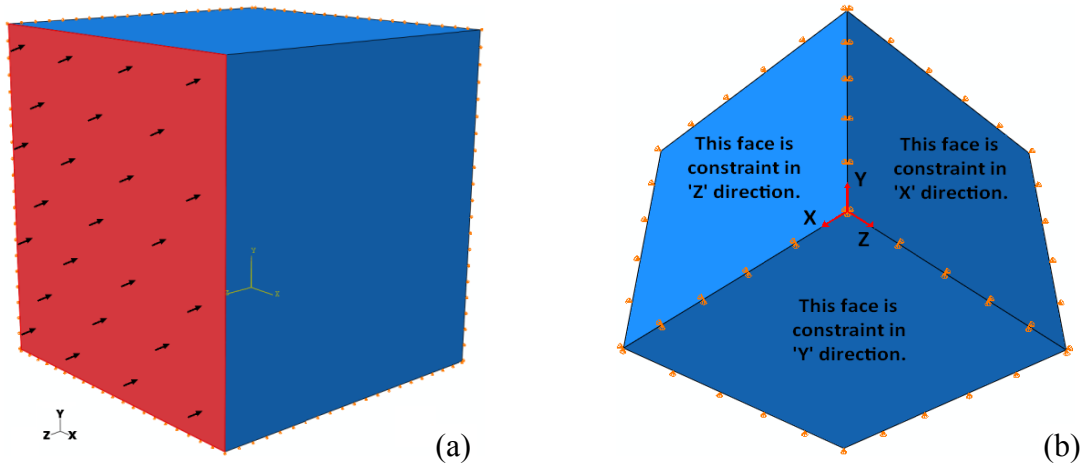 Y
Z
X
(a)
Y
Z X
This face is
constraint in
'Z' direction.
This face is
constraint in
'X' direction.
Y
X
Z
This face is
constraint in
'Y' direction.
(b)